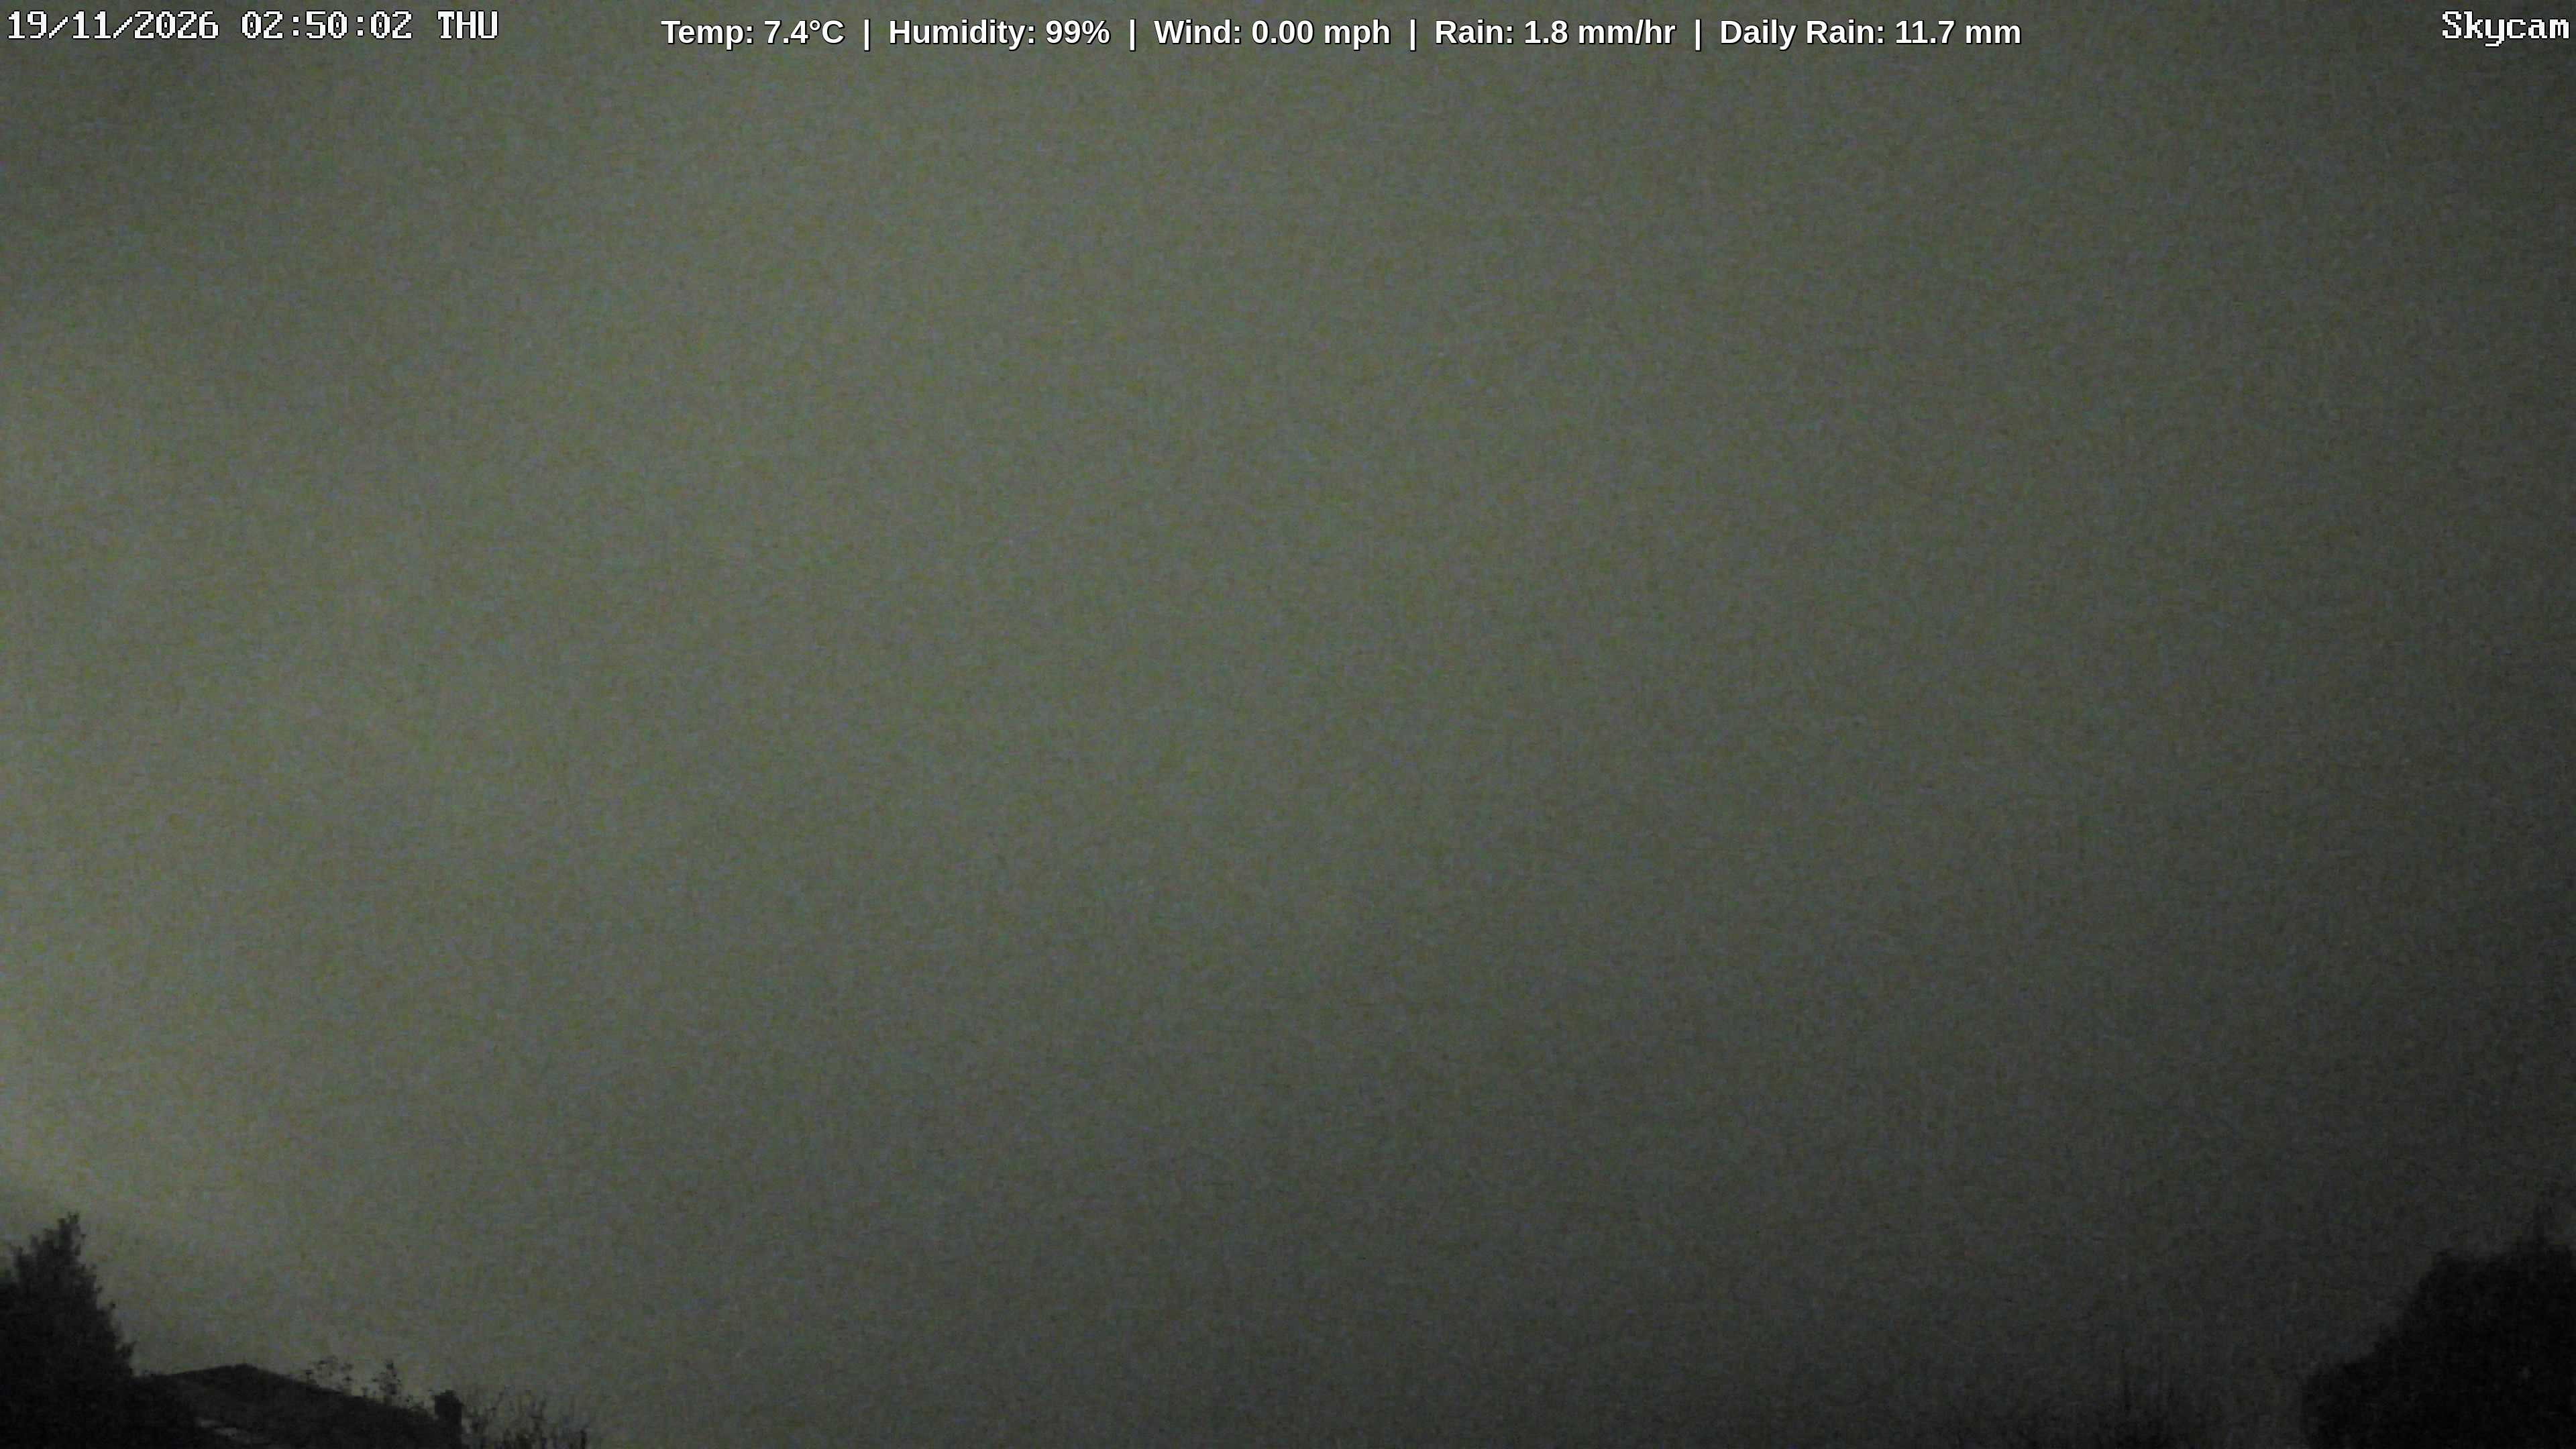 19/11/2026 02:50:02 THU
Temp: 7.4°C | Humidity: 99% | Wind: 0.00 mph | Rain: 1.8 mm/hr | Daily Rain: 11.7 mm
Skycam